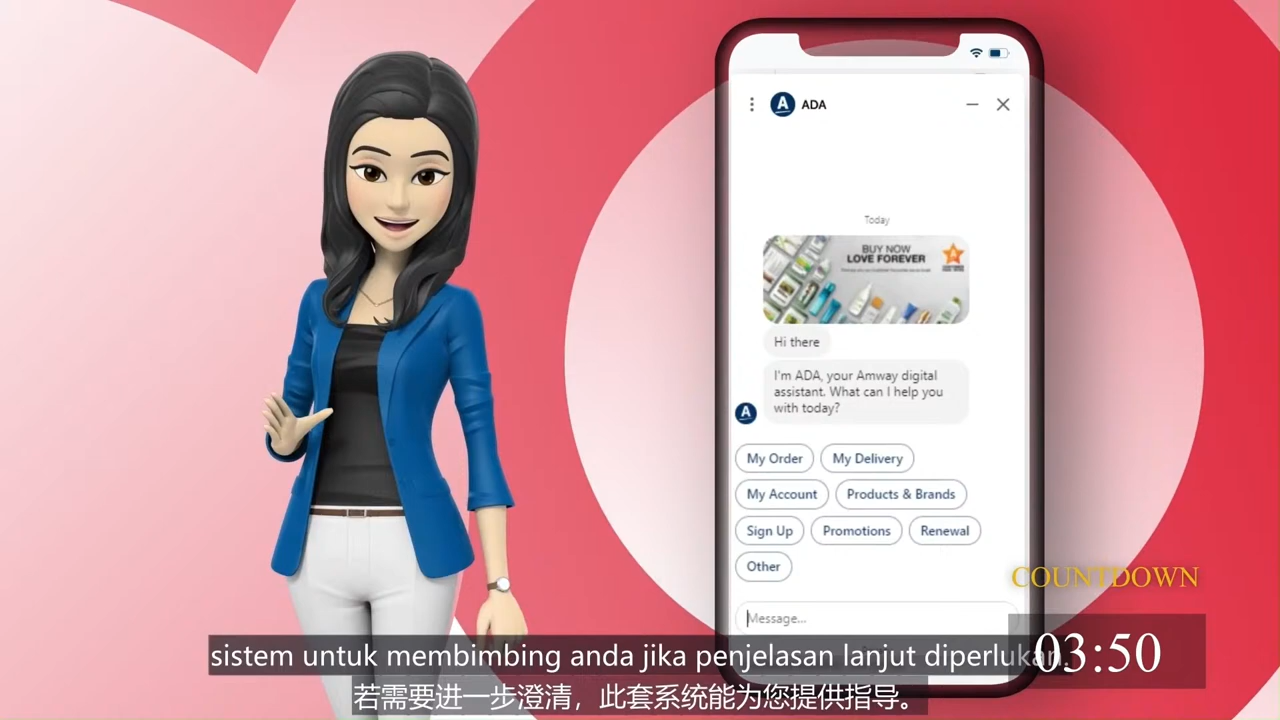 A ADA
Today
BUY NOW
LOVE FOREVER
Hi there
I'm ADA, your Amway digital
assistant. What can I help you
with today?
A
My Order
My Delivery
My Account
Products & Brands
Sign Up
Promotions
Renewal
Other
Message...
COUNTDOWN
03:50
sistem untuk membimbing anda jika penjelasan lanjut diperlukan.
若需要进一步澄清，此套系统能为您提供指导。